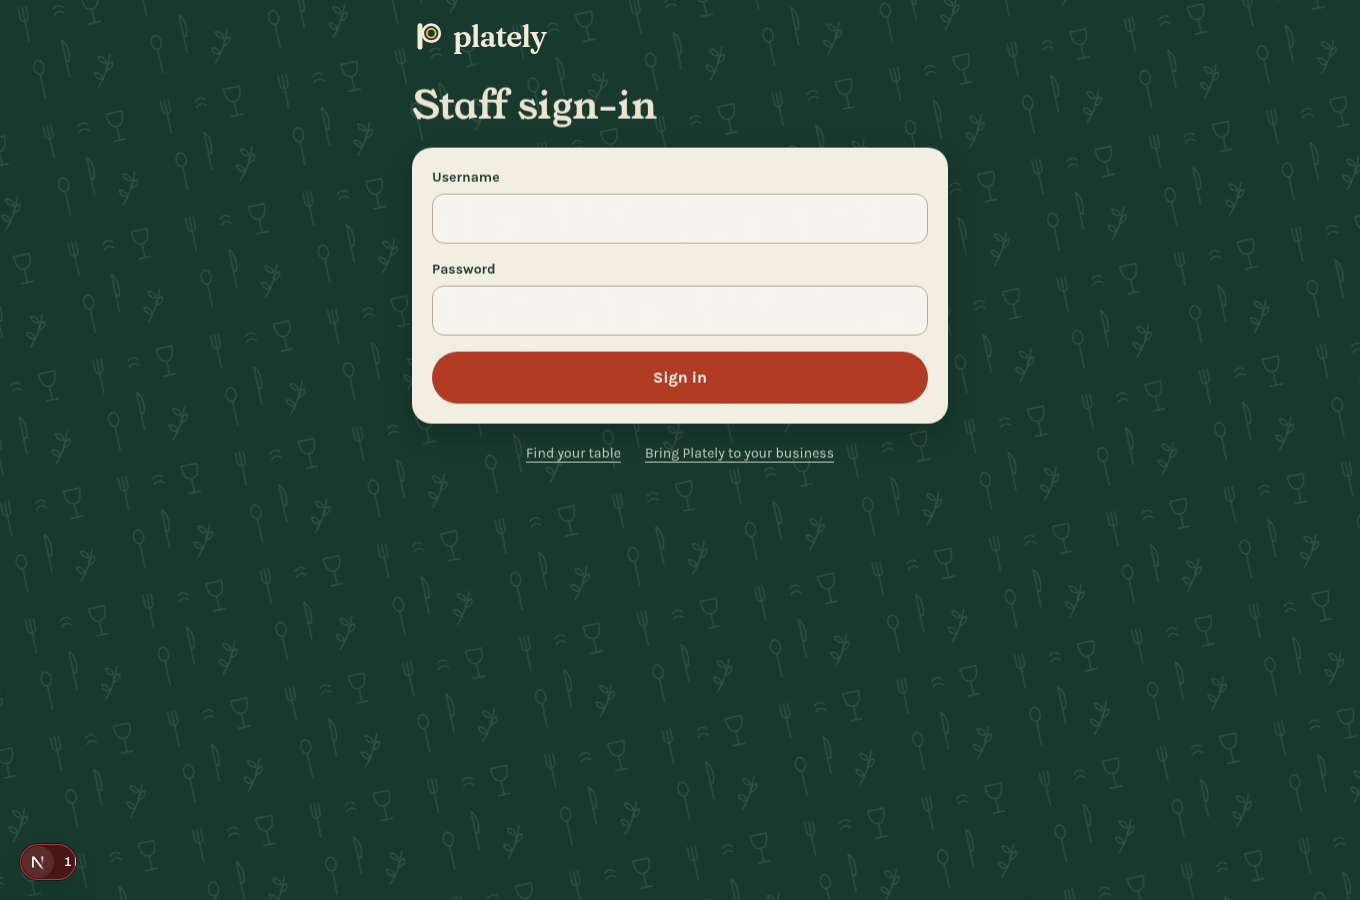 plately
Staff sign-in
Username
Password
Sign in
Find your table Bring Plately to your business
N 1